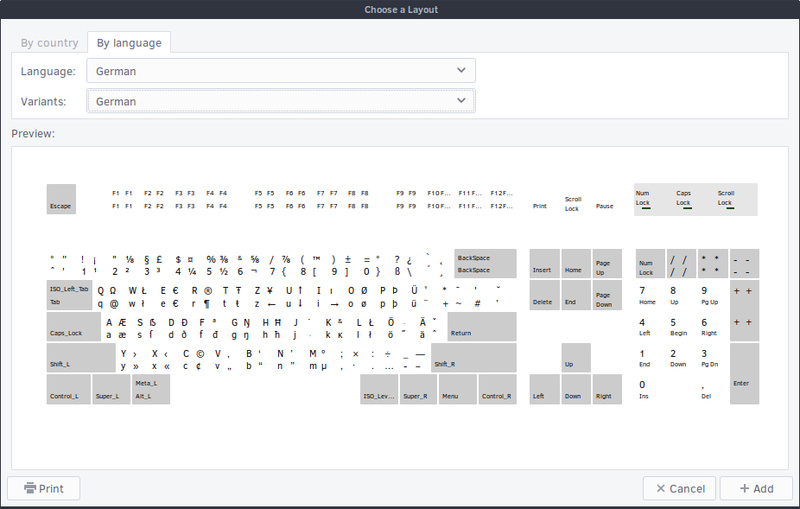 Choose a Layout
By country By language
Language: German
Variants: German
Preview:
F1 F1 F2 F2 F3 F3 F4 F4 F5 F5 F6 F6 F7 F7 F8 F8 F9 F9 F10 F... F11 F... F12F...
Escape F1 F1 F2 F2 F3 F3 F4 F4 F5 F5 F6 F6 F7 F7 F8 F8 F9 F9 F10 F... F11 F... F12F... Print Scroll Lock Pause Num Lock Caps Lock Scroll Lock
° ″ ! ¡ " ⅛ § £ $ ¤ % ⅜ & ⅝ / ⅞ ( ™ ) ± = ° ? ¿ BackSpace
1 ¹ 2 ² 3 ³ 4 ¼ 5 ½ 6 ¬ 7 { 8 [ 9 ] 0 } ß \ BackSpace Insert Home Page Up Num Lock / / * * - -
/ / * * - -
ISO_Left_Tab Q Ω W Ł E € R ® T Ŧ Z ¥ U ↑ I ı O Ø P Þ Ü * ' ˘
Tab q @ w ł e € r ¶ t ŧ z ← u ↓ i → o ø p þ ü + ~ # ’ Delete End Page Down 7 Home 8 Up 9 Pg Up + +
A Æ S ẞ D Ð F ª G Ŋ H Ħ J K & L Ł Ö Ä
Caps_Lock a æ s ſ d ð f đ g ŋ h ħ j k ĸ l ł ö ä Return 4 Left 5 Begin 6 Right + +
Y › X ‹ C © V B ‘ N ’ M º ; × : ÷ _ —
Shift_L y » x « c ¢ v „ b “ n ” m µ , · . … - – Shift_R Up 1 End 2 Down 3 Pg Dn
Meta_L
Control_L Super_L Alt_L ISO_Lev... Super_R Menu Control_R Left Down Right 0 Ins , Del Enter
Print Cancel Add